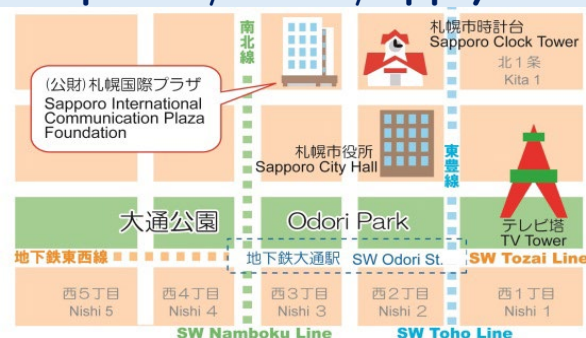 南北線
札幌市時計台
Sapporo Clock Tower
北1条
Kita 1
(公財)札幌国際プラザ
Sapporo International
Communication Plaza
Foundation
札幌市役所
Sapporo City Hall
東豊線
大通公園
Odori Park
テレビ塔
TV Tower
地下鉄東西線
地下鉄大通駅 SW Odori St.
SW Tozai Line
西5丁目
Nishi 5
西4丁目
Nishi 4
西3丁目
Nishi 3
西2丁目
Nishi 2
西1丁目
Nishi 1
SW Namboku Line
SW Toho Line